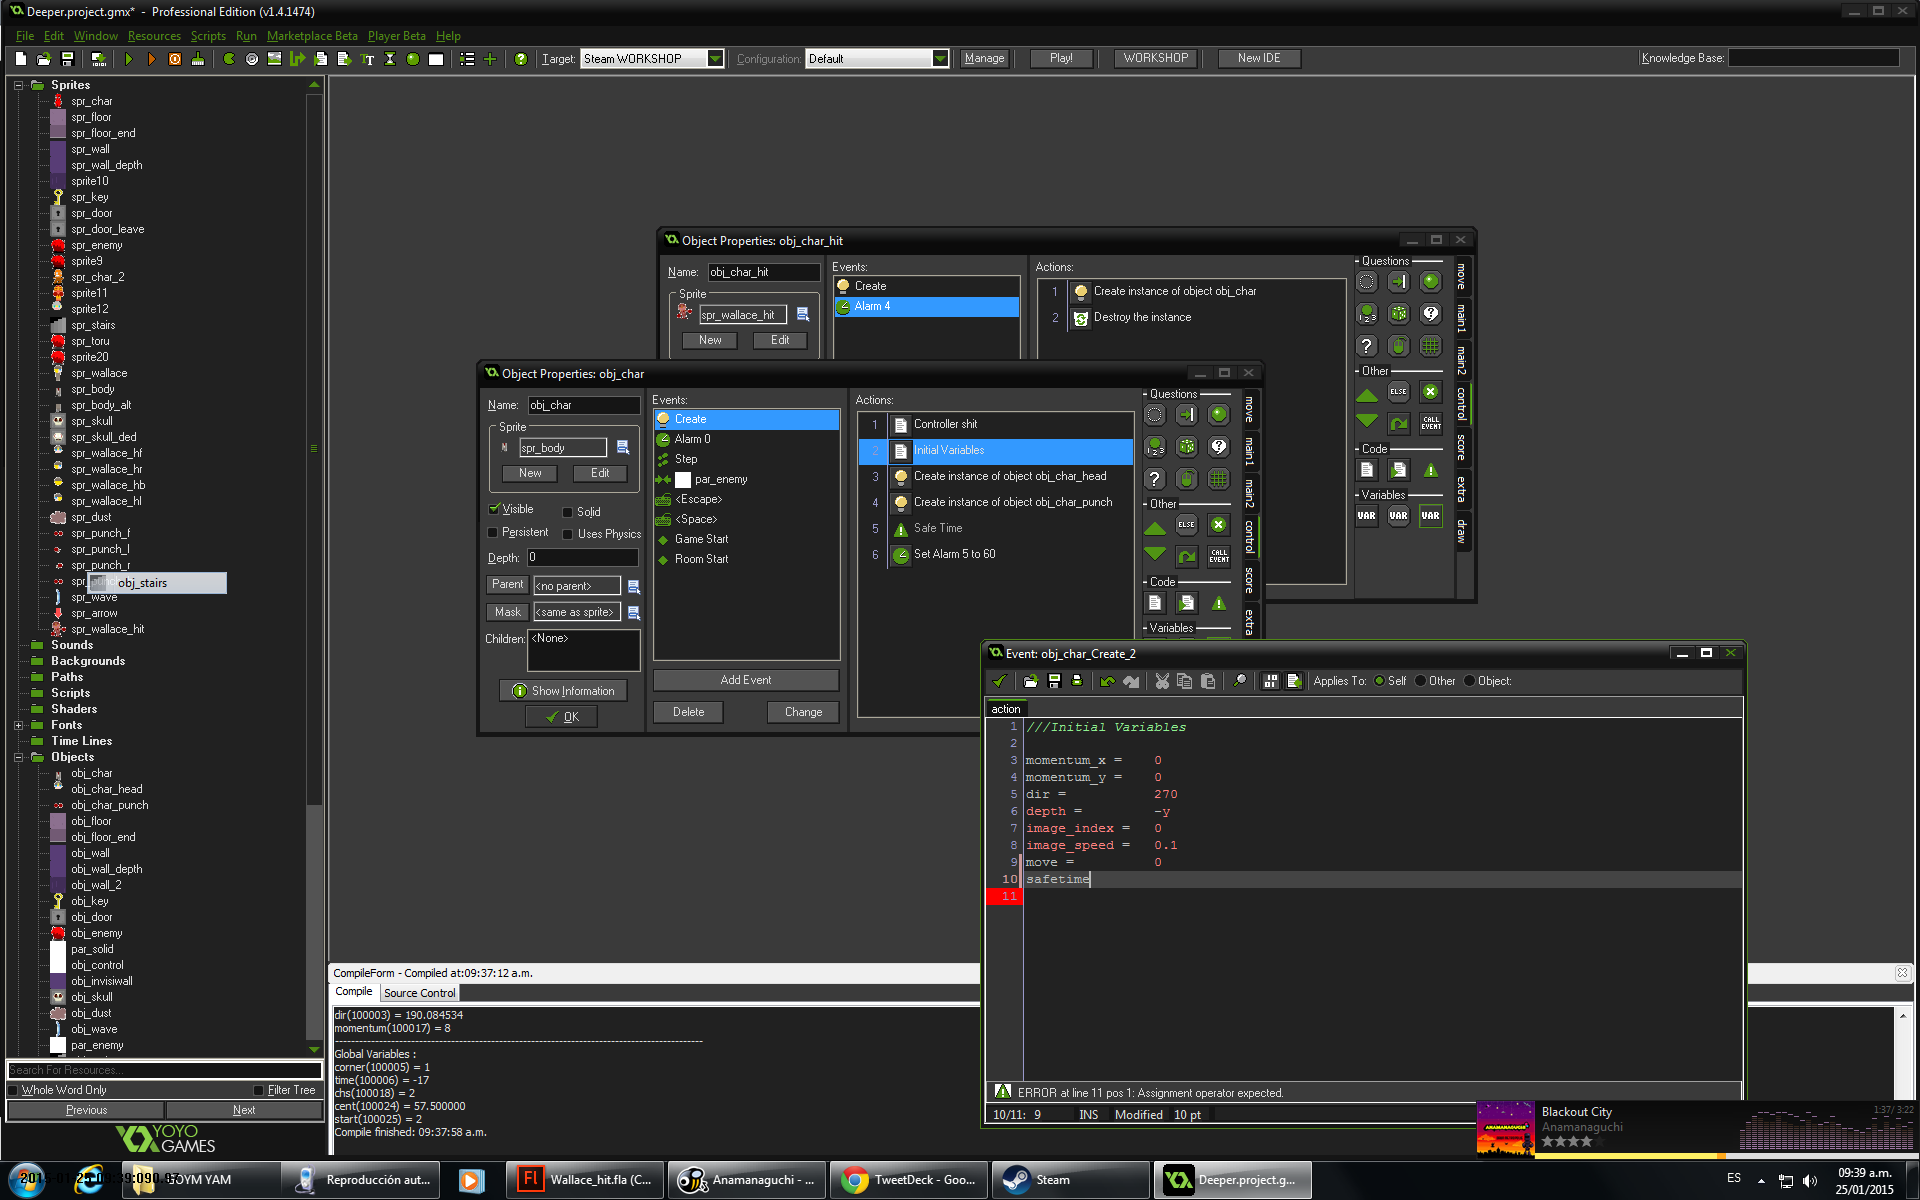 Deeper.project.gmx*  -  Professional Edition (v1.4.1474)
File Edit Window Resources Scripts Run Marketplace Beta Player Beta Help
Target: Steam WORKSHOP Configuration: Default Manage Play! WORKSHOP New IDE Knowledge Base:
Sprites
spr_char
spr_floor
spr_floor_end
spr_wall
spr_wall_depth
sprite10
spr_key
spr_door
spr_door_leave
spr_enemy
sprite9
spr_char_2
sprite11
sprite12
spr_stairs
spr_toru
sprite20
spr_wallace
spr_body
spr_body_alt
spr_skull
spr_skull_ded
spr_wallace_hf
spr_wallace_hr
spr_wallace_hb
spr_wallace_hl
spr_dust
spr_punch_f
spr_punch_l
spr_punch_r
obj_stairs
spr_wave
spr_arrow
spr_wallace_hit
Sounds
Backgrounds
Paths
Scripts
Shaders
Fonts
Time Lines
Objects
obj_char
obj_char_head
obj_char_punch
obj_floor
obj_floor_end
obj_wall
obj_wall_depth
obj_wall_2
obj_key
obj_door
obj_enemy
par_solid
obj_control
obj_invisiwall
obj_skull
obj_dust
obj_wave
par_enemy
Search For Resources...
Whole Word Only Filter Tree
Previous Next
YOYO GAMES
Object Properties: obj_char_hit
Name: obj_char_hit
Sprite
spr_wallace_hit
New Edit
Events:
Create
Alarm 4
Actions:
1 Create instance of object obj_char
2 Destroy the instance
Questions
Other
ELSE
CALL EVENT
Code
Variables
VAR VAR VAR
move
main1
main2
control
score
extra
draw
Object Properties: obj_char
Name: obj_char
Sprite
spr_body
New Edit
Visible Solid
Persistent Uses Physics
Depth: 0
Parent <no parent>
Mask <same as sprite>
Children: <None>
Show Information
OK
Events:
Create
Alarm 0
Step
par_enemy
<Escape>
<Space>
Game Start
Room Start
Add Event
Delete Change
Actions:
1 Controller shit
2 Initial Variables
3 Create instance of object obj_char_head
4 Create instance of object obj_char_punch
5 Safe Time
6 Set Alarm 5 to 60
Questions
Other
ELSE
CALL EVENT
Code
Variables
move
main1
main2
control
score
extra
Event: obj_char_Create_2
Applies To: Self Other Object:
action
1 ///Initial Variables
2
3 momentum_x = 0
4 momentum_y = 0
5 dir = 270
6 depth = -y
7 image_index = 0
8 image_speed = 0.1
9 move = 0
10 safetime
11
ERROR at line 11 pos 1: Assignment operator expected.
10/11: 9 INS Modified 10 pt
CompileForm - Compiled at:09:37:12 a.m.
Compile Source Control
dir(100003) = 190.084534
momentum(100017) = 8
Global Variables :
corner(100005) = 1
time(100006) = -17
chs(100018) = 2
cent(100024) = 57.500000
start(100025) = 2
Compile finished: 09:37:58 a.m.
Blackout City 1:37/ 3:22
Anamanaguchi
ANAMANAGUCHI
YAM
Reproducción aut...
Wallace_hit.fla (C...
Anamanaguchi - ...
TweetDeck - Goo...
Steam
Deeper.project.g...
ES
09:39 a.m.
25/01/2015